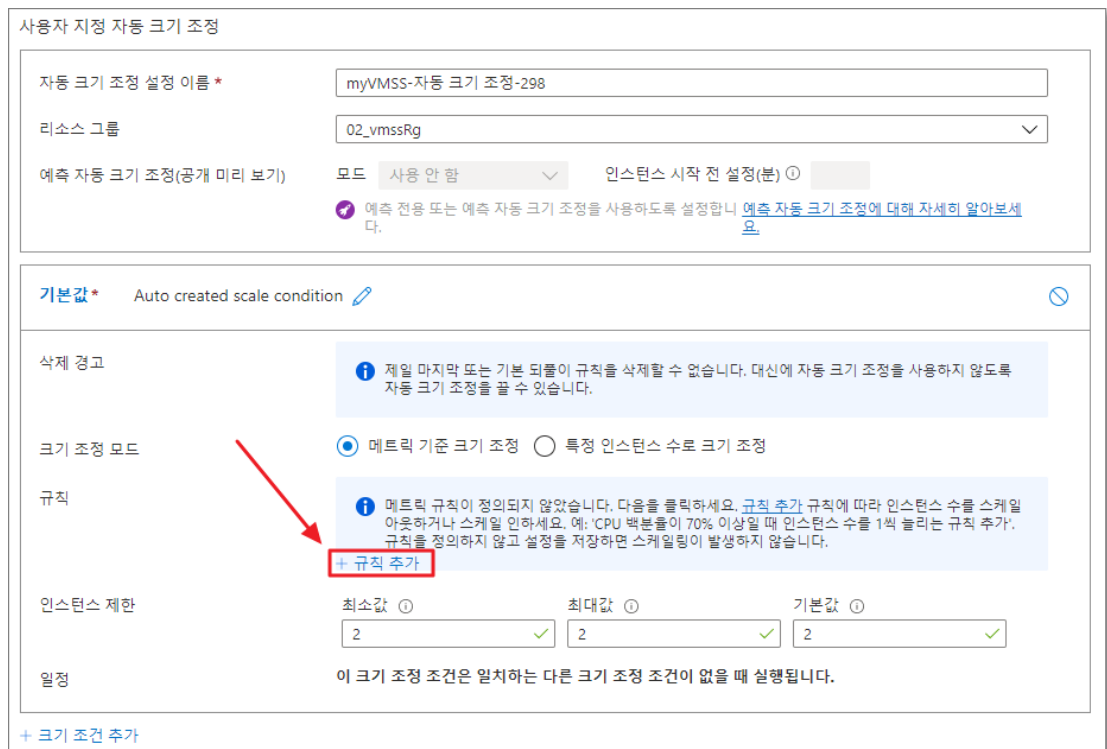 사용자 지정 자동 크기 조정
자동 크기 조정 설정 이름 *
myVMSS-자동 크기 조정-298
리소스 그룹
02_vmssRg
예측 자동 크기 조정(공개 미리 보기)
모드
사용 안 함
인스턴스 시작 전 설정(분)
예측 전용 또는 예측 자동 크기 조정을 사용하도록 설정합니다.
예측 자동 크기 조정에 대해 자세히 알아보세요.
기본값* Auto created scale condition
삭제 경고
제일 마지막 또는 기본 되풀이 규칙을 삭제할 수 없습니다. 대신에 자동 크기 조정을 사용하지 않도록
자동 크기 조정을 끌 수 있습니다.
크기 조정 모드
메트릭 기준 크기 조정
특정 인스턴스 수로 크기 조정
규칙
메트릭 규칙이 정의되지 않았습니다. 다음을 클릭하세요. 규칙 추가 규칙에 따라 인스턴스 수를 스케일
아웃하거나 스케일 인하세요. 예: 'CPU 백분율이 70% 이상일 때 인스턴스 수를 1씩 늘리는 규칙 추가'.
규칙을 정의하지 않고 설정을 저장하면 스케일링이 발생하지 않습니다.
+ 규칙 추가
인스턴스 제한
최소값
최대값
기본값
2
2
2
일정
이 크기 조정 조건은 일치하는 다른 크기 조정 조건이 없을 때 실행됩니다.
+ 크기 조건 추가